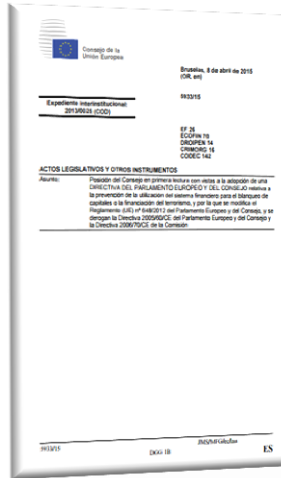 Consejo de la
Unión Europea
Bruselas, 8 de abril de 2015
(OR. en)
5933/15
Expediente interinstitucional:
2013/0025 (COD)
EF 26
ECOFIN 70
DROIPEN 14
CRIMORG 16
CODEC 142
ACTOS LEGISLATIVOS Y OTROS INSTRUMENTOS
Asunto: Posición del Consejo en primera lectura con vistas a la adopción de una
DIRECTIVA DEL PARLAMENTO EUROPEO Y DEL CONSEJO relativa a
la prevención de la utilización del sistema financiero para el blanqueo de
capitales o la financiación del terrorismo, y por la que se modifica el
Reglamento (UE) nº 648/2012 del Parlamento Europeo y del Consejo, y se
derogan la Directiva 2005/60/CE del Parlamento Europeo y del Consejo y
la Directiva 2006/70/CE de la Comisión
5933/15
DGG 1B
ES